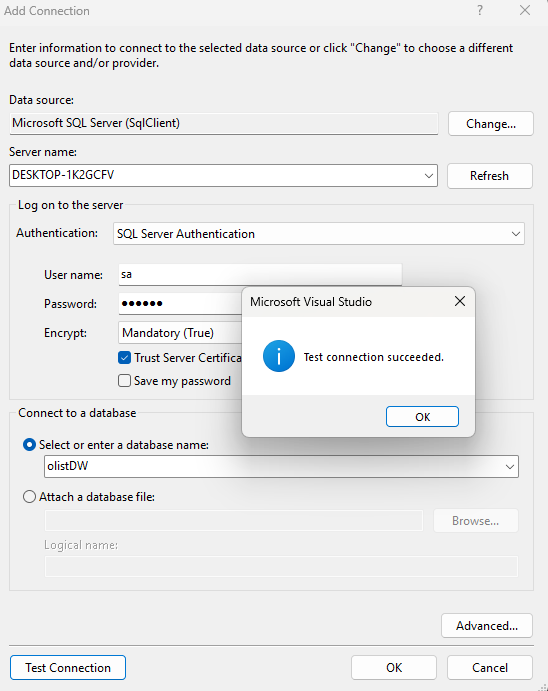 Add Connection
?
Enter information to connect to the selected data source or click "Change" to choose a different
data source and/or provider.
Data source:
Microsoft SQL Server (SqlClient)
Change...
Server name:
DESKTOP-1K2GCFV
Refresh
Log on to the server
Authentication:
SQL Server Authentication
User name:
sa
Password:
●●●●●●
Encrypt:
Mandatory (True)
Trust Server Certifica
Save my password
Microsoft Visual Studio
Test connection succeeded.
OK
Connect to a database
Select or enter a database name:
olistDW
Attach a database file:
Browse...
Logical name:
Advanced...
Test Connection
OK
Cancel